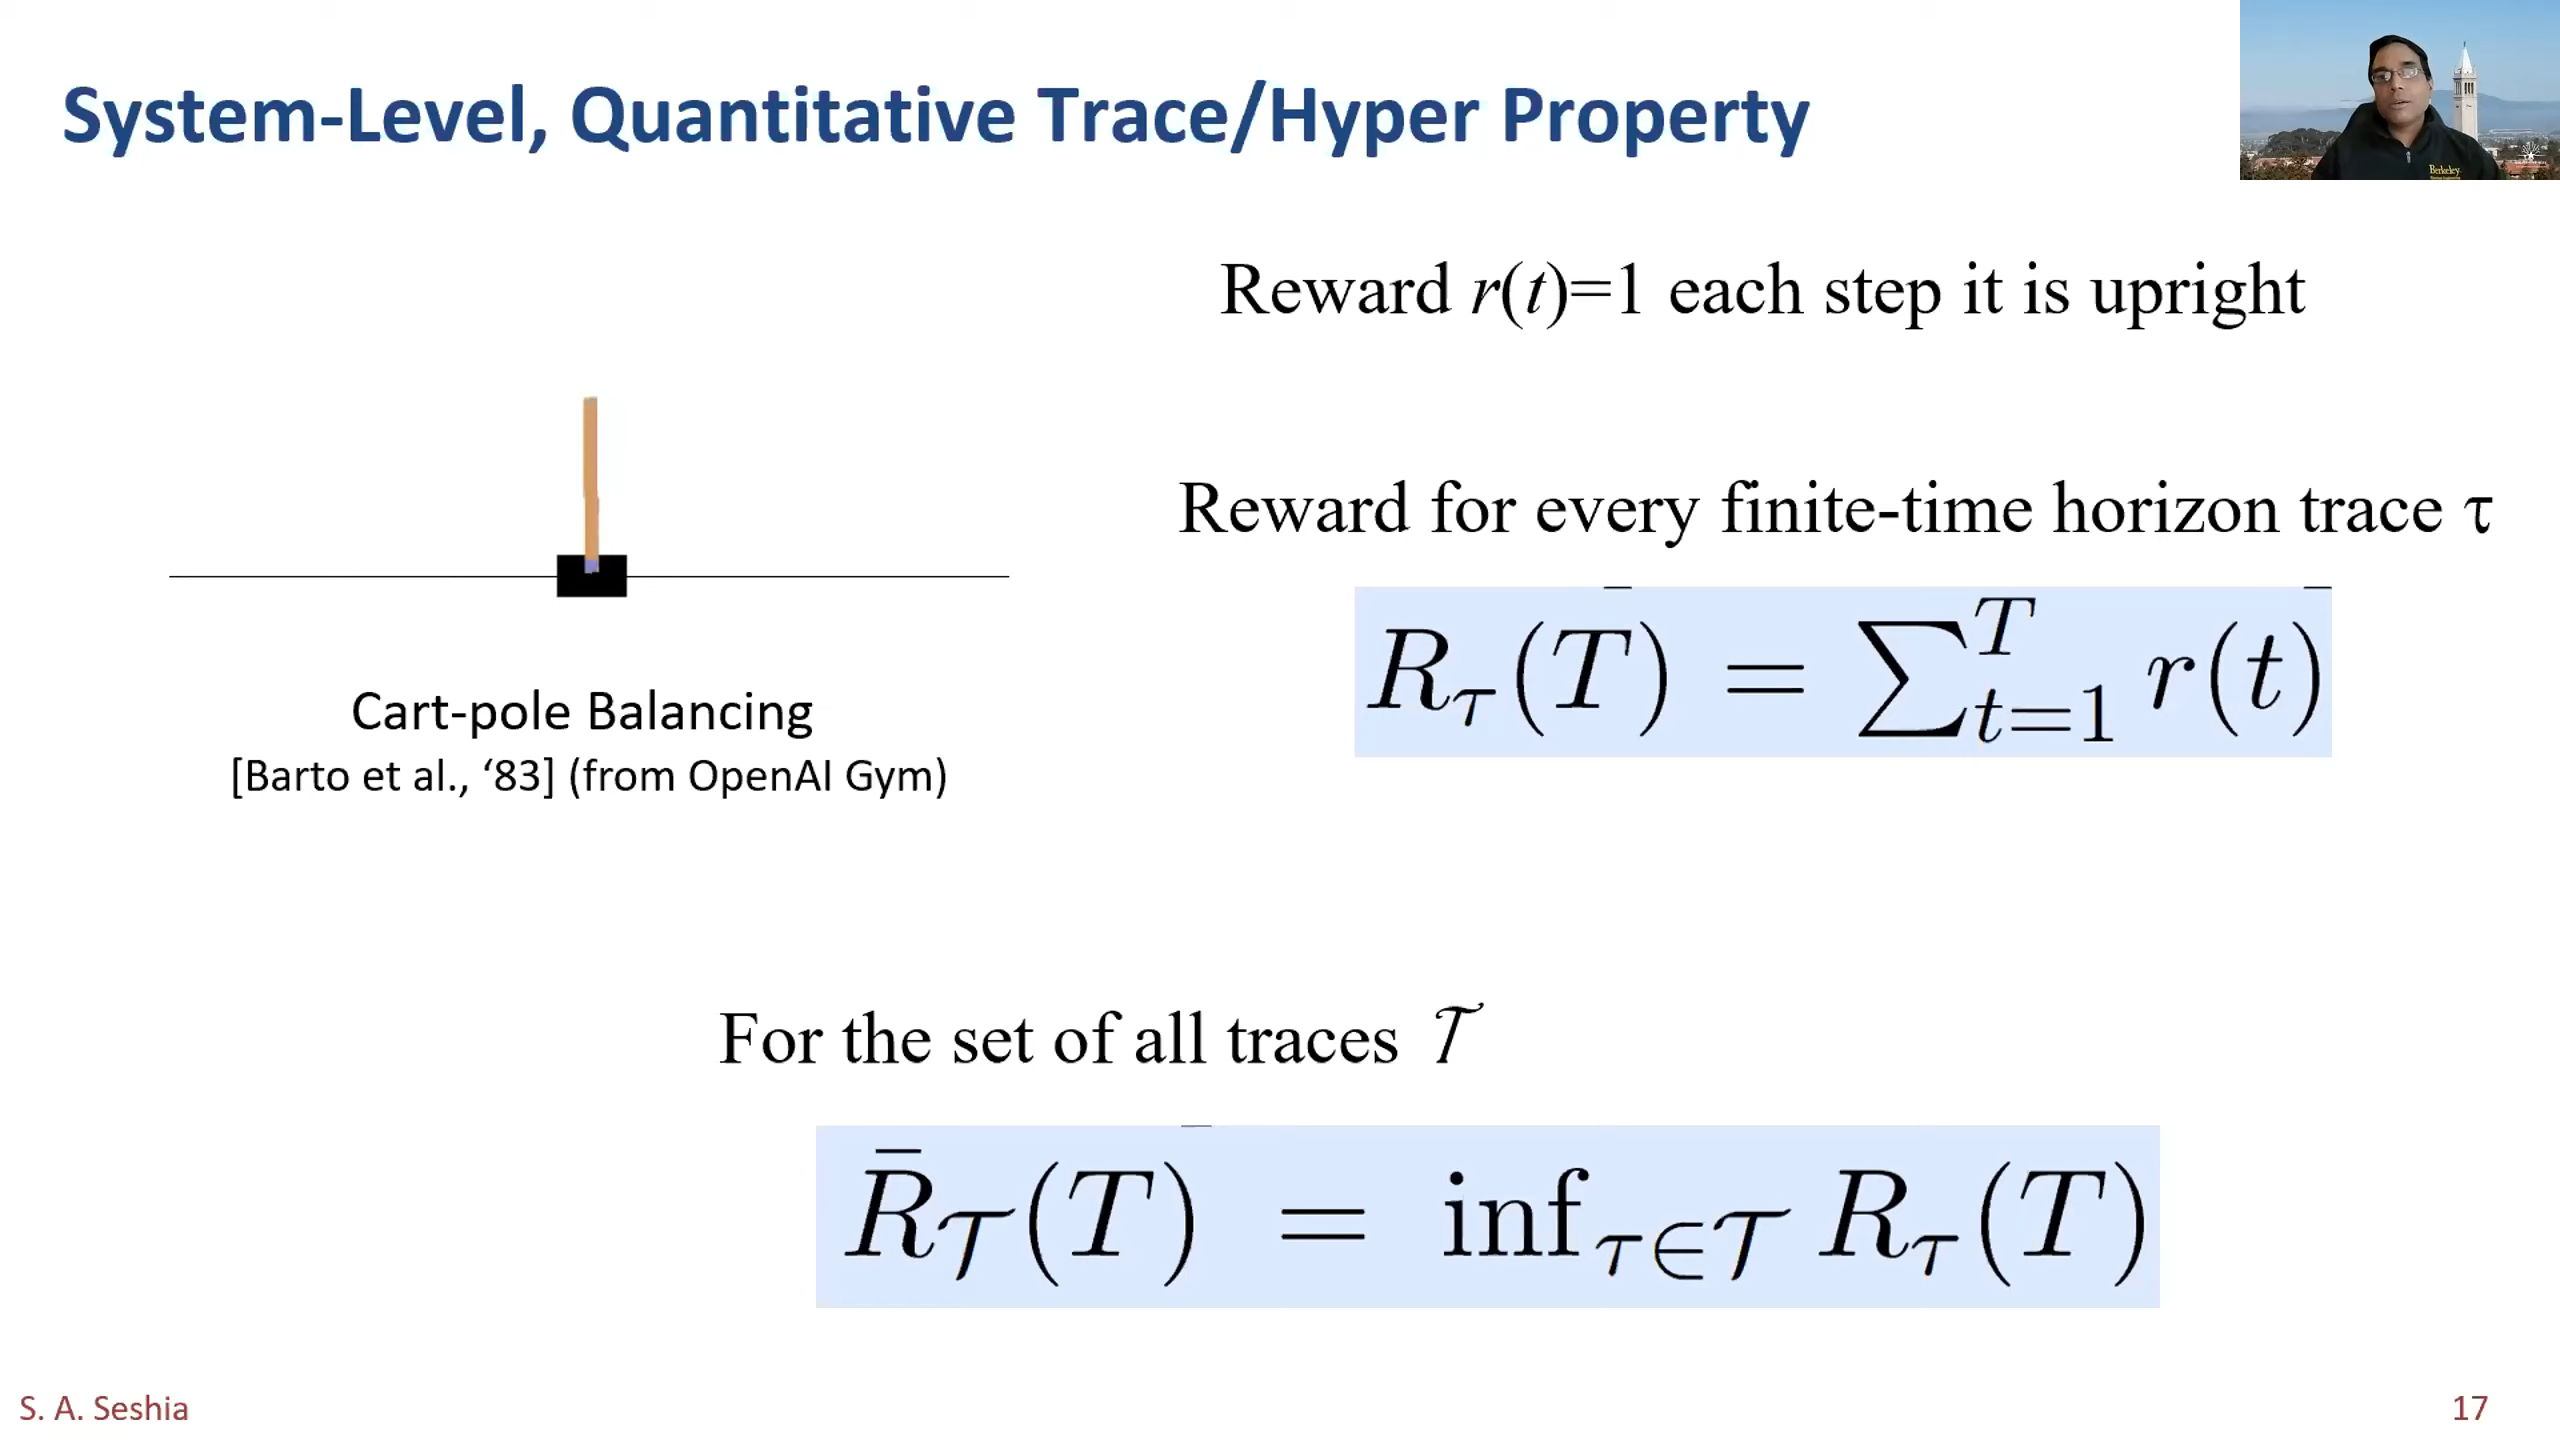 System-Level, Quantitative Trace/Hyper Property
Berkeley
Reward r(t)=1 each step it is upright
Reward for every finite-time horizon trace τ
R_τ(T) = ∑_{t=1}^{T} r(t)
Cart-pole Balancing
[Barto et al., ‘83] (from OpenAI Gym)
For the set of all traces 𝒯
R̄_𝒯(T) = inf_{τ∈𝒯} R_τ(T)
S. A. Seshia
17